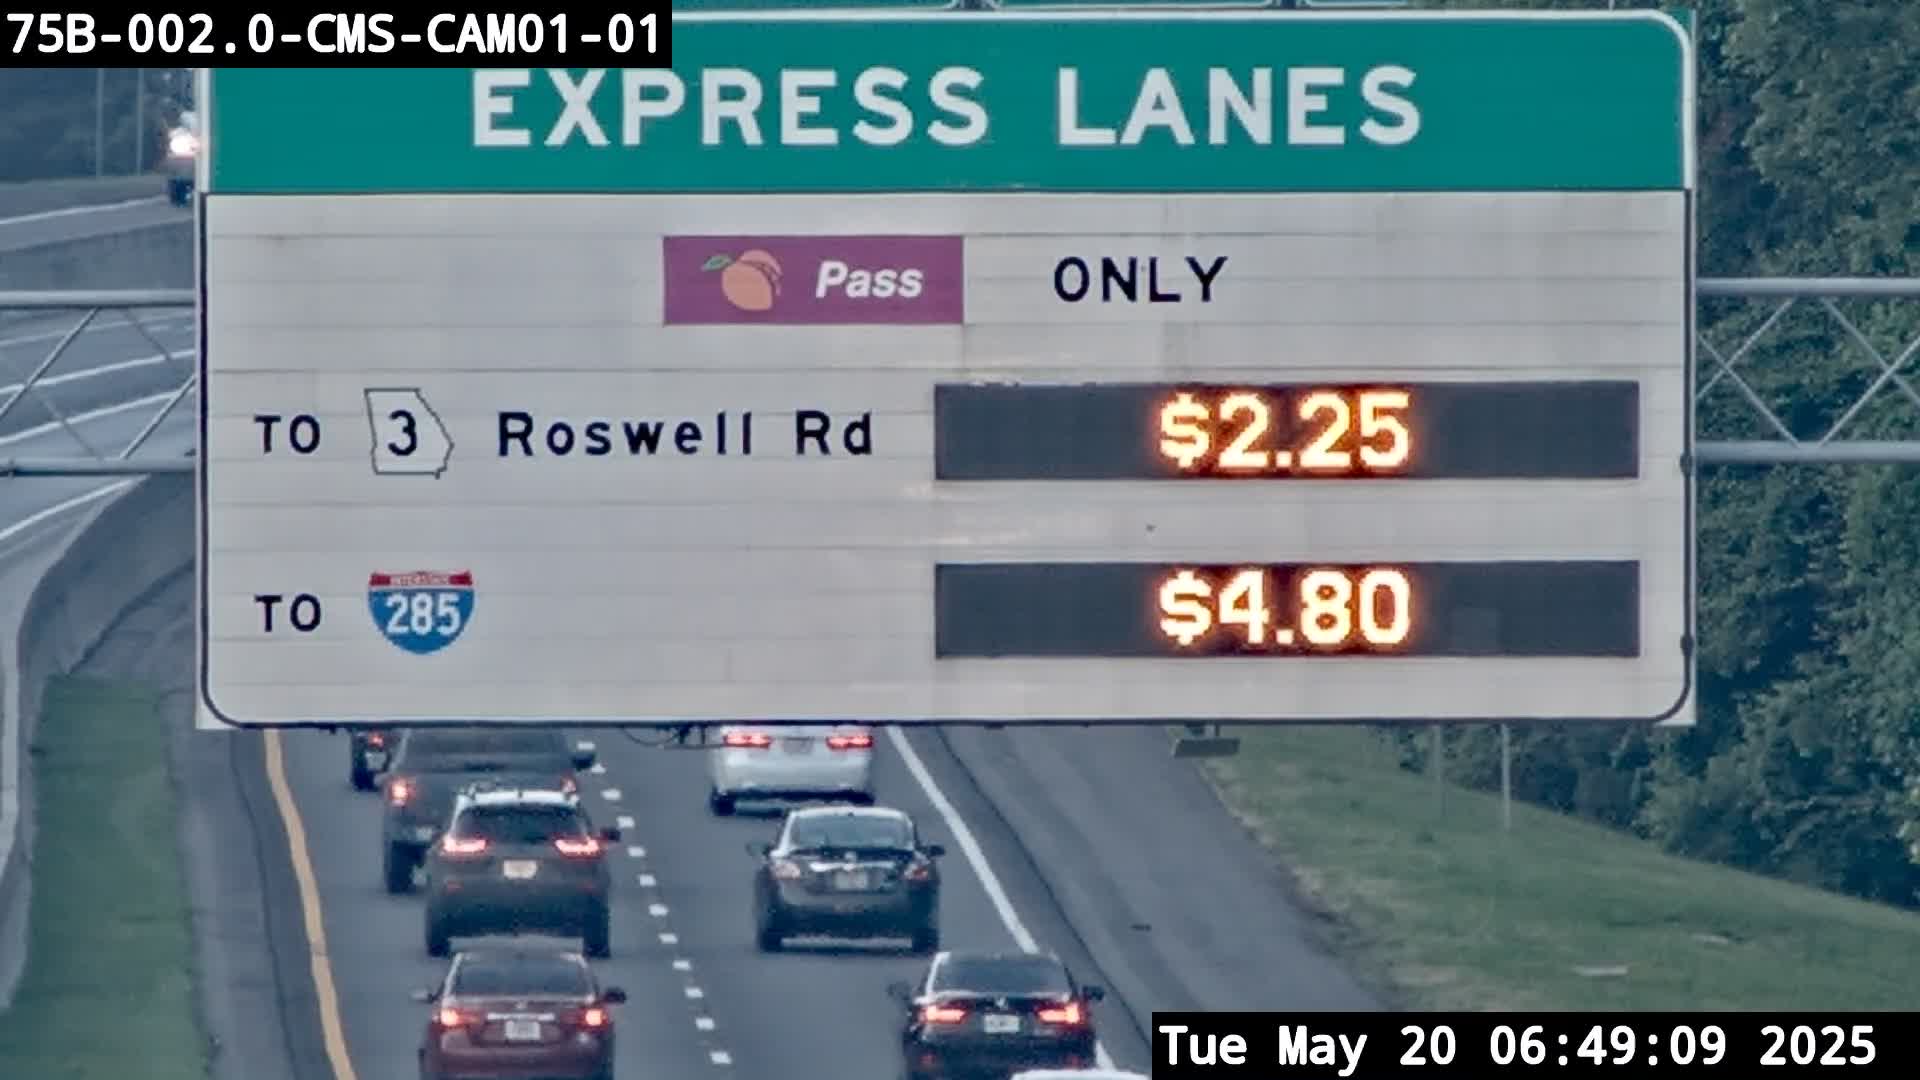 75B-002.0-CMS-CAM01-01
EXPRESS LANES
Pass ONLY
TO 3 Roswell Rd $2.25
TO INTERSTATE 285 $4.80
Tue May 20 06:49:09 2025